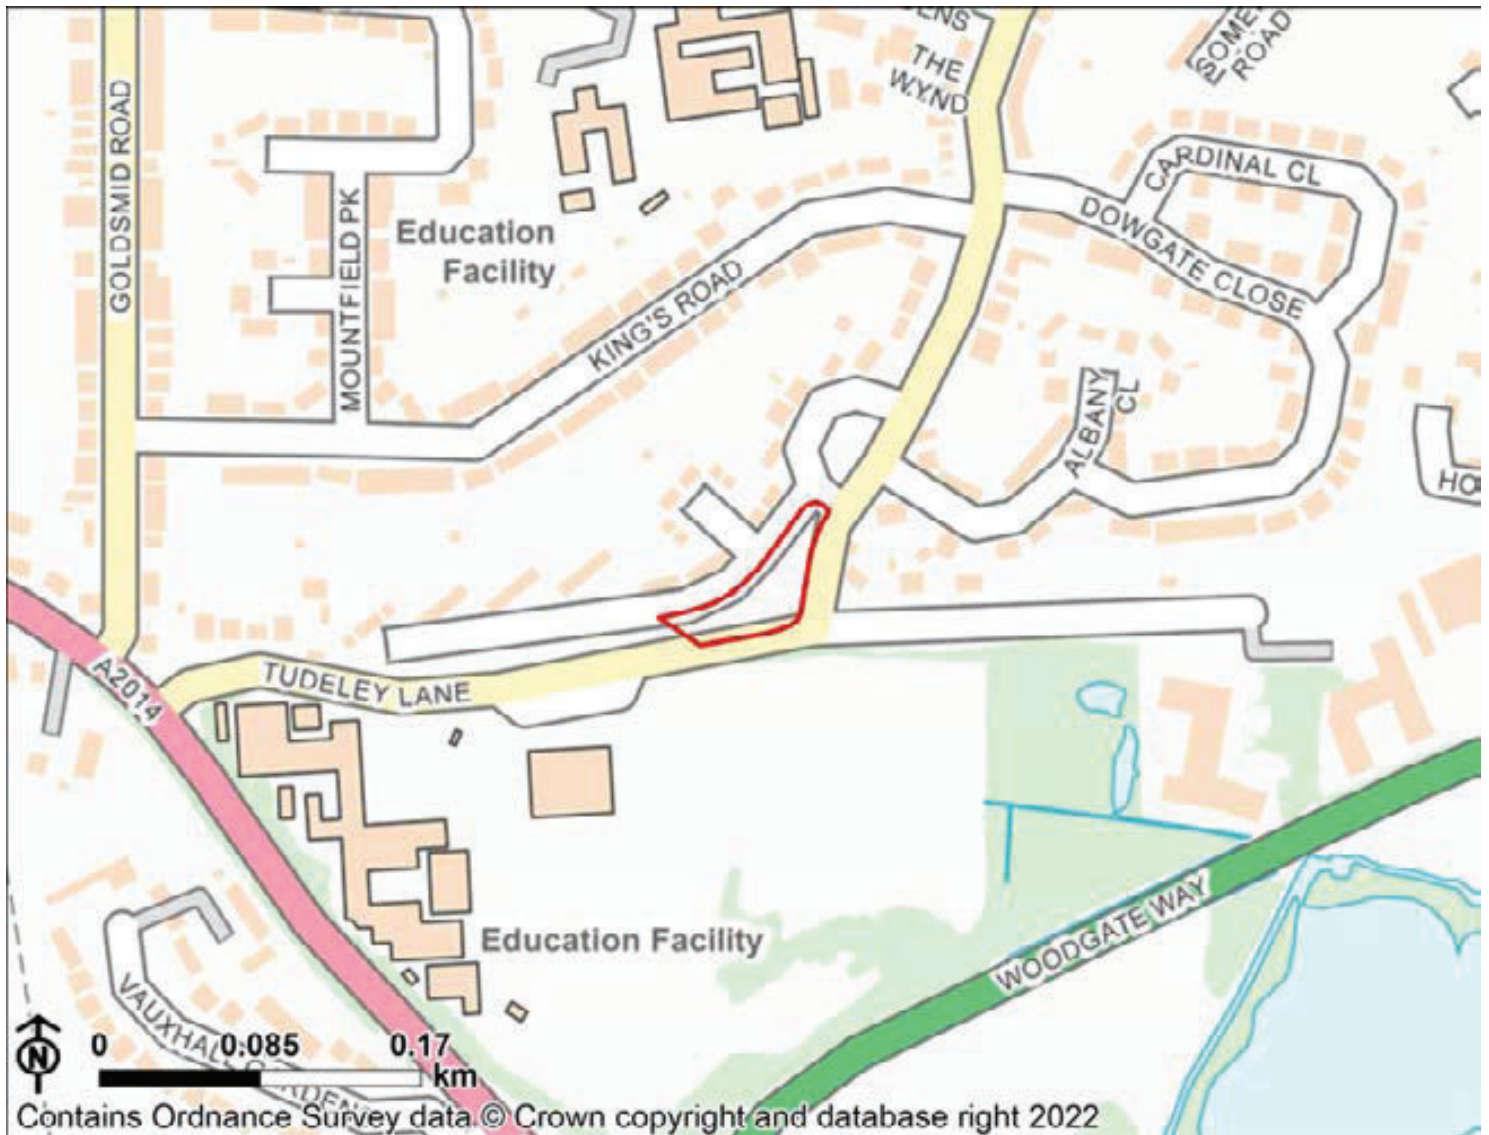 THE
WYND
ROAD
CARDINAL CL
DOWGATE CLOSE
GOLDSMID ROAD
MOUNTFIELD PK
Education
Facility
KING'S ROAD
ALBANY
CL
TUDELEY LANE
A2014
Education Facility
WOODGATE WAY
N
0 0.085 0.17
km
Contains Ordnance Survey data © Crown copyright and database right 2022